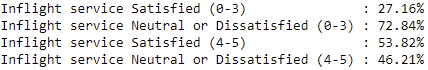 Inflight service Satisfied (0-3) : 27.16%
Inflight service Neutral or Dissatisfied (0-3) : 72.84%
Inflight service Satisfied (4-5) : 53.82%
Inflight service Neutral or Dissatisfied (4-5) : 46.21%